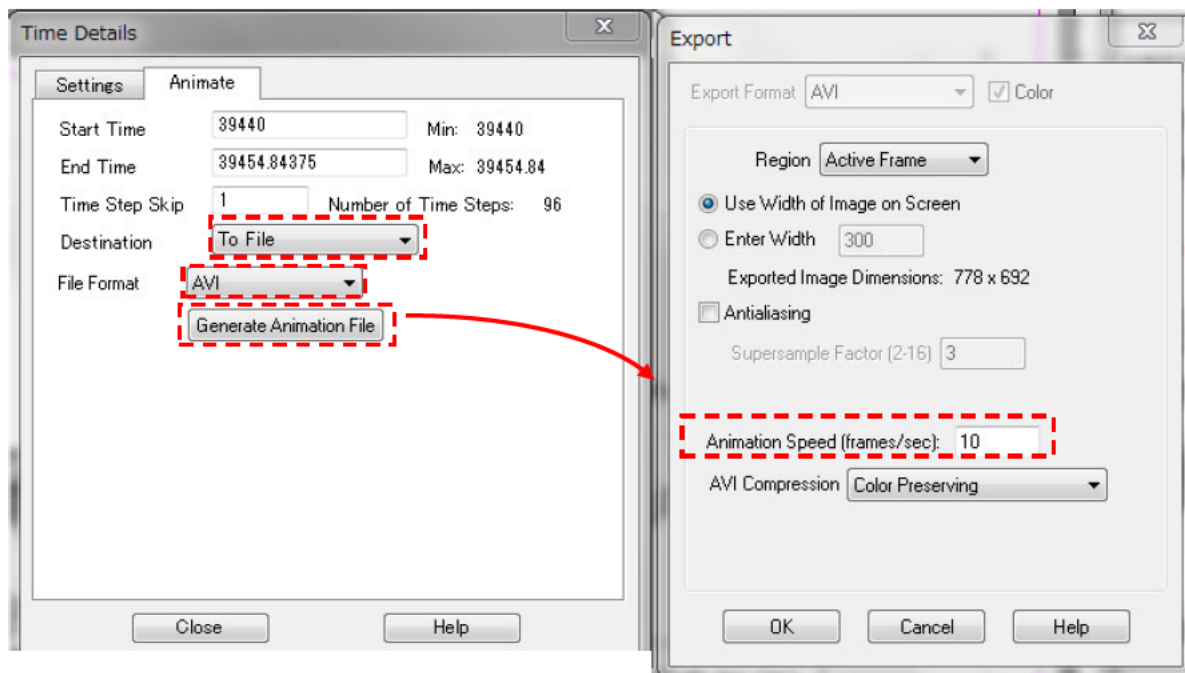 Time Details
Settings Animate
Start Time 39440 Min: 39440
End Time 39454.84375 Max: 39454.84
Time Step Skip 1 Number of Time Steps: 96
Destination To File
File Format AVI
Generate Animation File
Close Help
Export
Export Format AVI Color
Region Active Frame
Use Width of Image on Screen
Enter Width 300
Exported Image Dimensions: 778 x 692
Antialiasing
Supersample Factor (2-16) 3
Animation Speed (frames/sec): 10
AVI Compression Color Preserving
OK Cancel Help